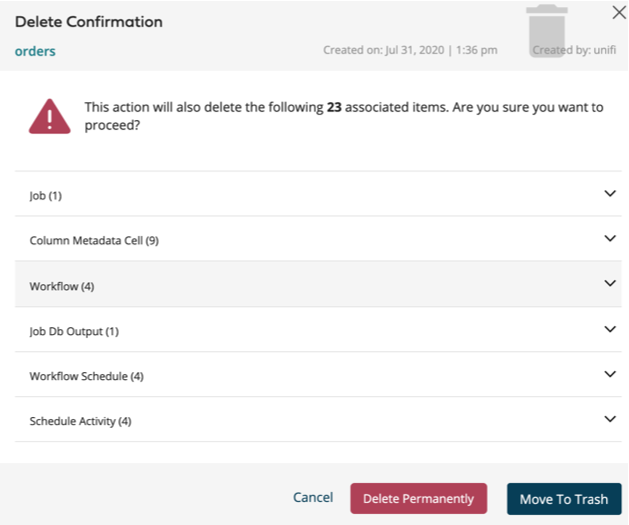 Delete Confirmation
orders
Created on: Jul 31, 2020 | 1:36 pm
Created by: unifi
This action will also delete the following 23 associated items. Are you sure you want to
proceed?
Job (1)
Column Metadata Cell (9)
Workflow (4)
Job Db Output (1)
Workflow Schedule (4)
Schedule Activity (4)
Cancel
Delete Permanently
Move To Trash